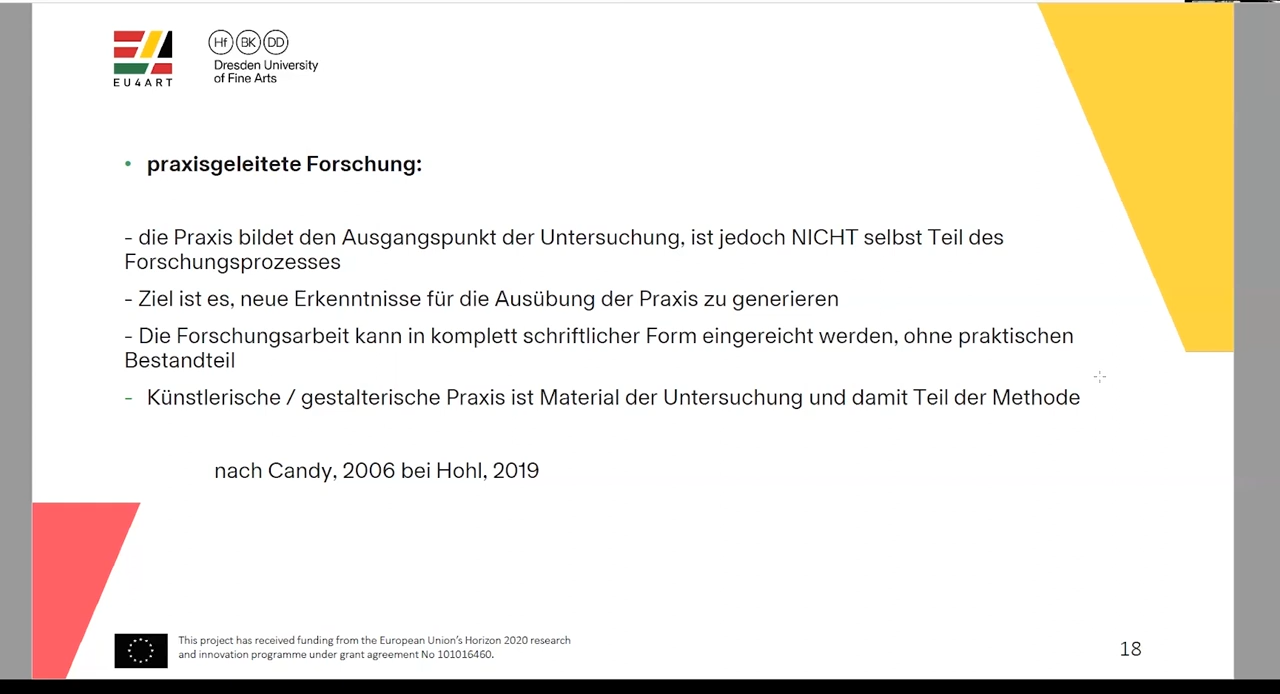 EU4ART
Hf BK DD
Dresden University
of Fine Arts
• praxisgeleitete Forschung:
- die Praxis bildet den Ausgangspunkt der Untersuchung, ist jedoch NICHT selbst Teil des
Forschungsprozesses
- Ziel ist es, neue Erkenntnisse für die Ausübung der Praxis zu generieren
- Die Forschungsarbeit kann in komplett schriftlicher Form eingereicht werden, ohne praktischen
Bestandteil
- Künstlerische / gestalterische Praxis ist Material der Untersuchung und damit Teil der Methode
nach Candy, 2006 bei Hohl, 2019
This project has received funding from the European Union's Horizon 2020 research
and innovation programme under grant agreement No 101016460.
18